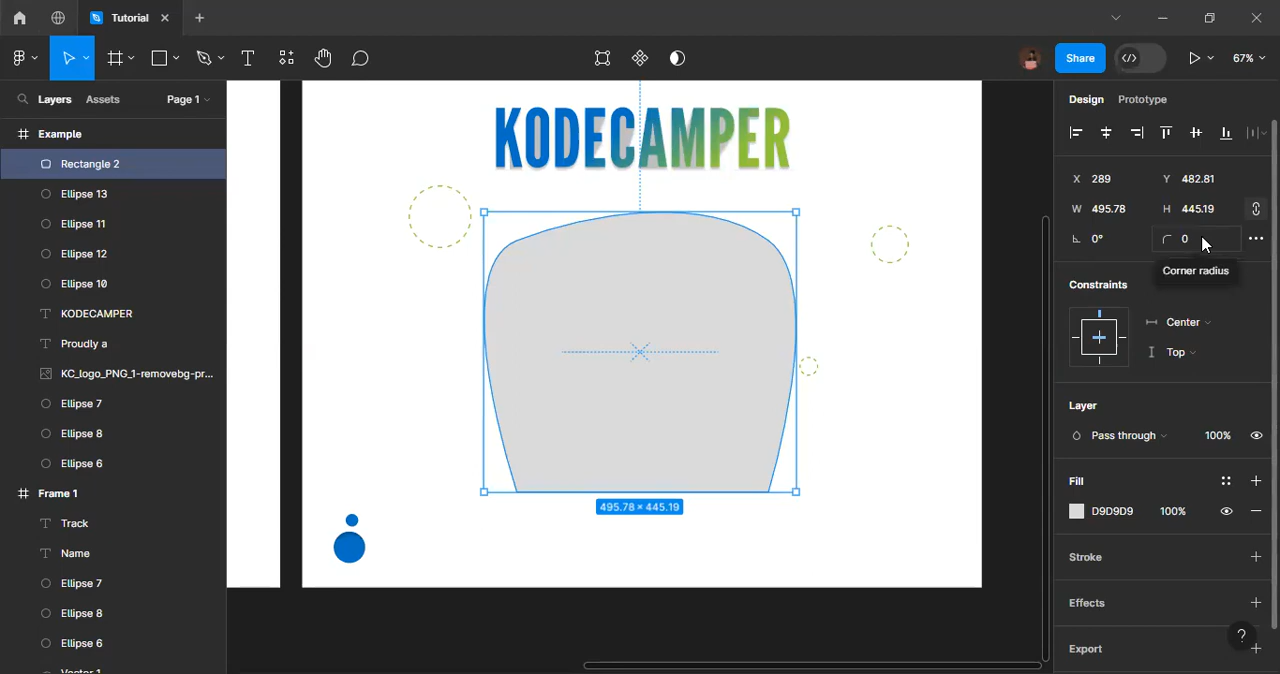 Tutorial
Share
67%
Layers
Assets
Page 1
Example
Rectangle 2
Ellipse 13
Ellipse 11
Ellipse 12
Ellipse 10
KODECAMPER
Proudly a
KC_logo_PNG_1-removebg-pr...
Ellipse 7
Ellipse 8
Ellipse 6
Frame 1
Track
Name
Ellipse 7
Ellipse 8
Ellipse 6
Vector 1
KODECAMPER
495.78 × 445.19
Design
Prototype
X 289
Y 482.81
W 495.78
H 445.19
0°
0
Corner radius
Constraints
Center
Top
Layer
Pass through
100%
Fill
D9D9D9
100%
Stroke
Effects
Export
?